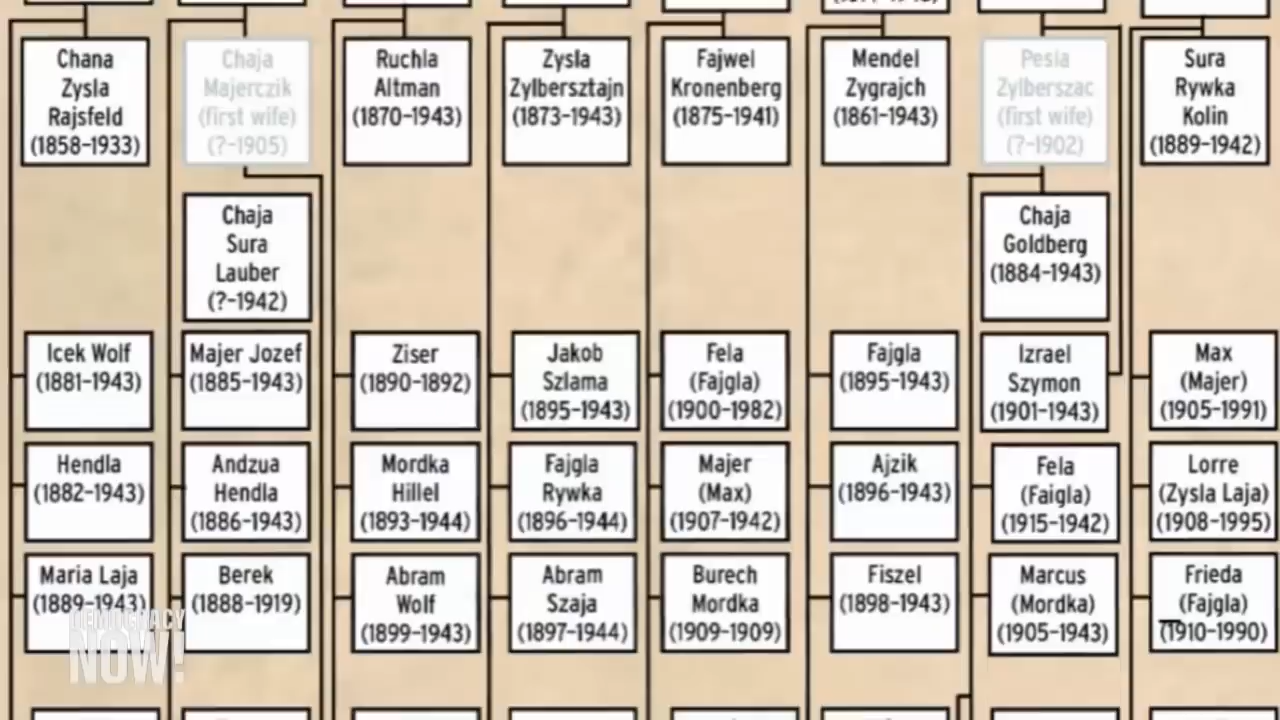 Chana
Zysla
Rajsfeld
(1858-1933)
Chaja
Majerczik
(first wife)
(?-1905)
Ruchla
Altman
(1870-1943)
Zysla
Zylbersztajn
(1873-1943)
Fajwel
Kronenberg
(1875-1941)
Mendel
Zygrajch
(1861-1943)
Pesla
Zylberszac
(first wife)
(?-1902)
Sura
Rywka
Kolin
(1889-1942)
Chaja
Sura
Lauber
(?-1942)
Chaja
Goldberg
(1884-1943)
Icek Wolf
(1881-1943)
Majer Jozef
(1885-1943)
Ziser
(1890-1892)
Jakob
Szlama
(1895-1943)
Fela
(Fajgla)
(1900-1982)
Fajgla
(1895-1943)
Izrael
Szymon
(1901-1943)
Max
(Majer)
(1905-1991)
Hendla
(1882-1943)
Andzua
Hendla
(1886-1943)
Mordka
Hillel
(1893-1944)
Fajgla
Rywka
(1896-1944)
Majer
(Max)
(1907-1942)
Ajzik
(1896-1943)
Fela
(Faigla)
(1915-1942)
Lorre
(Zysla Laja)
(1908-1995)
Maria Laja
(1889-1943)
Berek
(1888-1919)
Abram
Wolf
(1899-1943)
Abram
Szaja
(1897-1944)
Burech
Mordka
(1909-1909)
Fiszel
(1898-1943)
Marcus
(Mordka)
(1905-1943)
Frieda
(Fajgla)
(1910-1990)
DEMOCRACY
NOW!